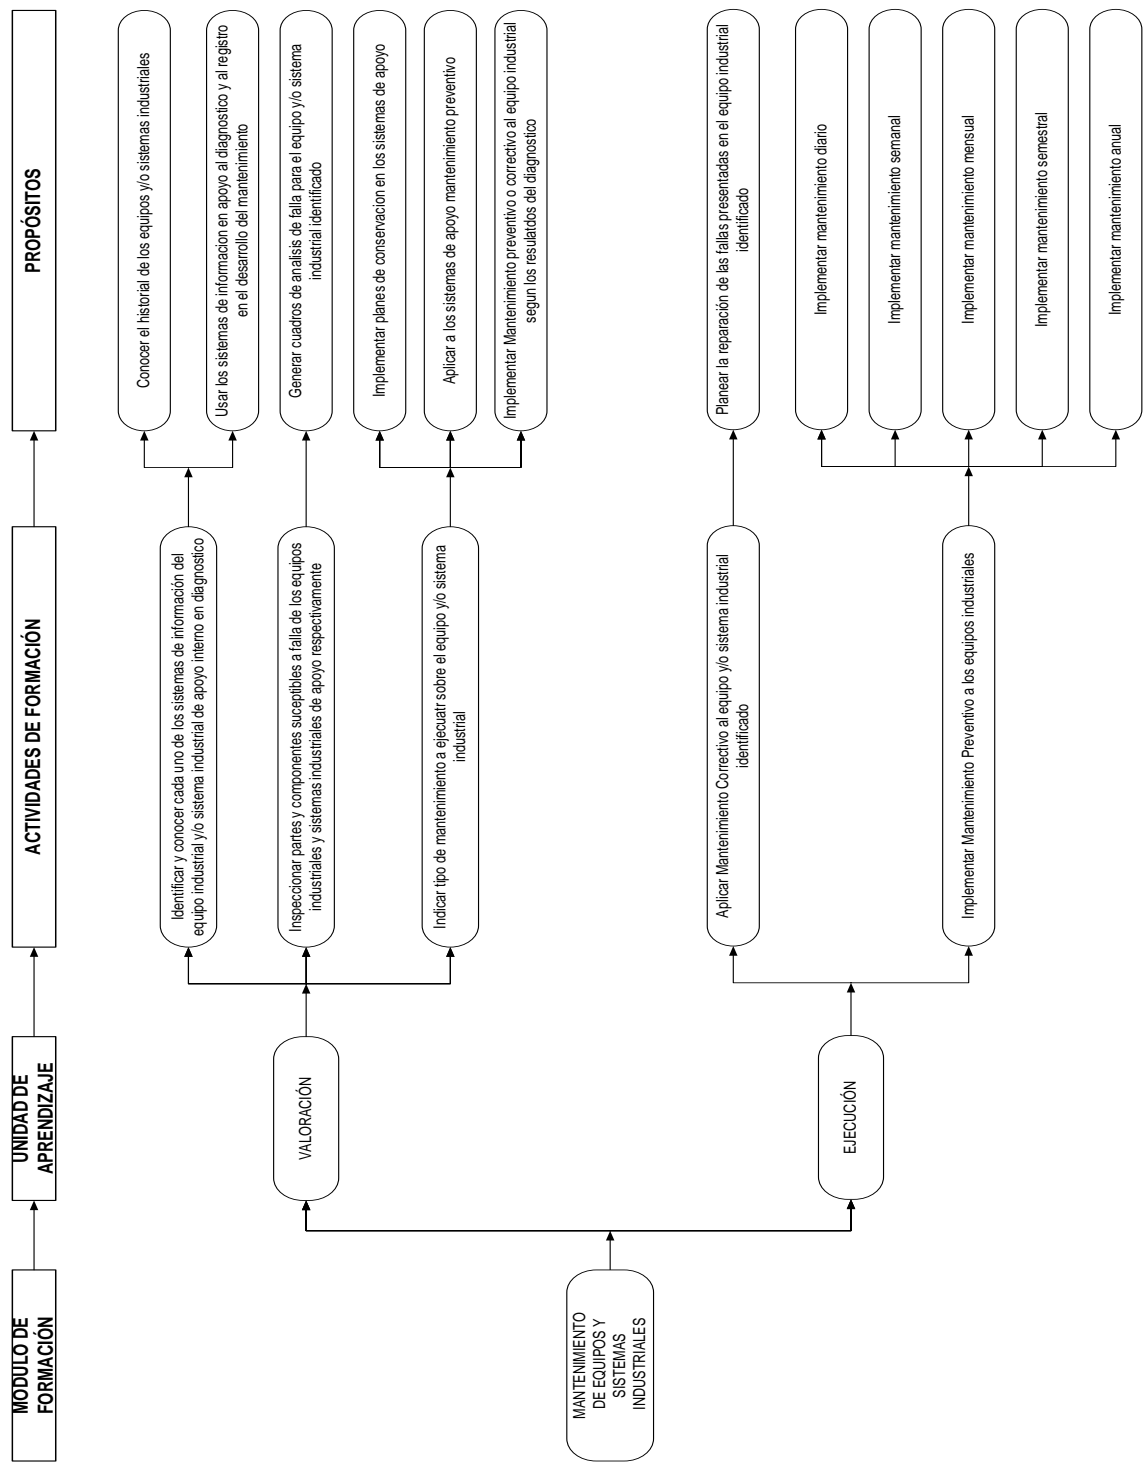 MODULO DE
FORMACIÓN
UNIDAD DE
APRENDIZAJE
ACTIVIDADES DE FORMACIÓN
PROPÓSITOS
MANTENIMIENTO
DE EQUIPOS Y
SISTEMAS
INDUSTRIALES
VALORACIÓN
Identificar y conocer cada uno de los sistemas de información del
equipo industrial y/o sistema industrial de apoyo interno en diagnostico
Conocer el historial de los equipos y/o sistemas industriales
Usar los sistemas de informacion en apoyo al diagnostico y al registro
en el desarrollo del mantenimiento
Inspeccionar partes y componentes suceptibles a falla de los equipos
industriales y sistemas industriales de apoyo respectivamente
Generar cuadros de analisis de falla para el equipo y/o sistema
industrial identificado
Indicar tipo de mantenimiento a ejecuatr sobre el equipo y/o sistema
industrial
Implementar planes de conservacion en los sistemas de apoyo
Aplicar a los sistemas de apoyo mantenimiento preventivo
Implementar Mantenimiento preventivo o correctivo al equipo industrial
segun los resulatdos del diagnostico
EJECUCIÓN
Aplicar Mantenimiento Correctivo al equipo y/o sistema industrial
identificado
Planear la reparación de las fallas presentadas en el equipo industrial
identificado
Implementar Mantenimiento Preventivo a los equipos industriales
Implementar mantenimiento diario
Implementar mantenimiento semanal
Implementar mantenimiento mensual
Implementar mantenimiento semestral
Implementar mantenimiento anual